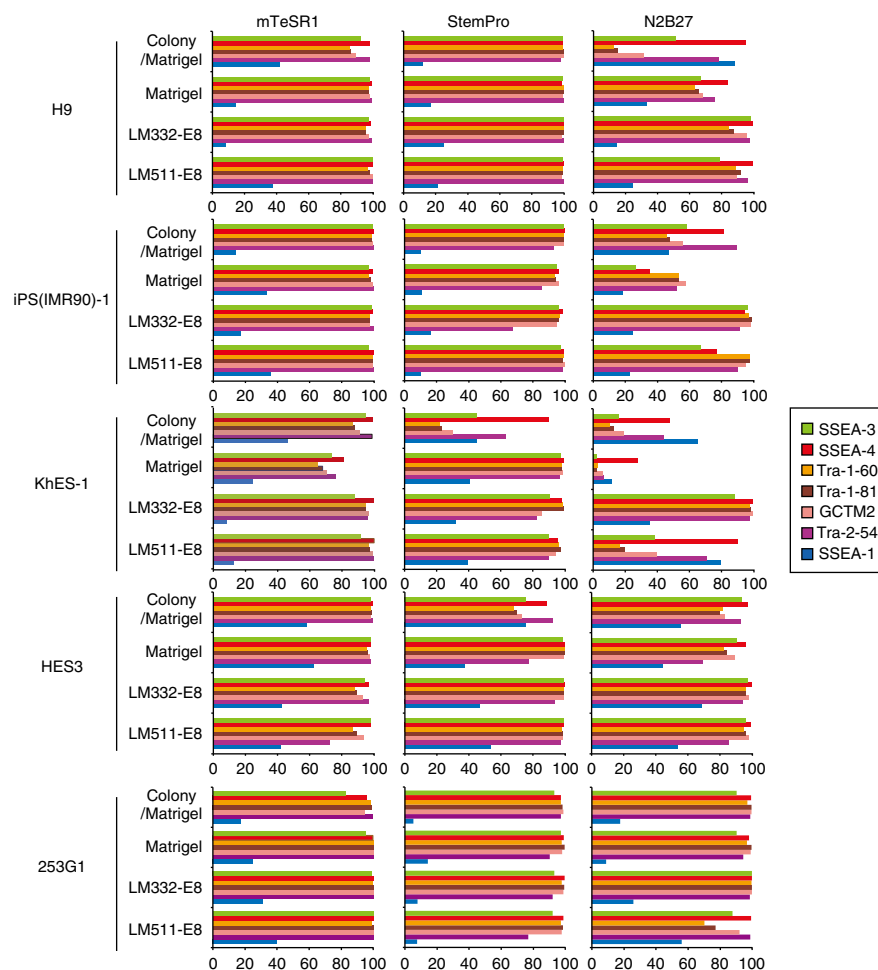 mTeSR1 StemPro N2B27
H9
Colony
/Matrigel
Matrigel
LM332-E8
LM511-E8
0 20 40 60 80 100 0 20 40 60 80 100 0 20 40 60 80 100
iPS(IMR90)-1
Colony
/Matrigel
Matrigel
LM332-E8
LM511-E8
0 20 40 60 80 100 0 20 40 60 80 100 0 20 40 60 80 100
KhES-1
Colony
/Matrigel
Matrigel
LM332-E8
LM511-E8
0 20 40 60 80 100 0 20 40 60 80 100 0 20 40 60 80 100
HES3
Colony
/Matrigel
Matrigel
LM332-E8
LM511-E8
0 20 40 60 80 100 0 20 40 60 80 100 0 20 40 60 80 100
253G1
Colony
/Matrigel
Matrigel
LM332-E8
LM511-E8
0 20 40 60 80 100 0 20 40 60 80 100 0 20 40 60 80 100
SSEA-3
SSEA-4
Tra-1-60
Tra-1-81
GCTM2
Tra-2-54
SSEA-1